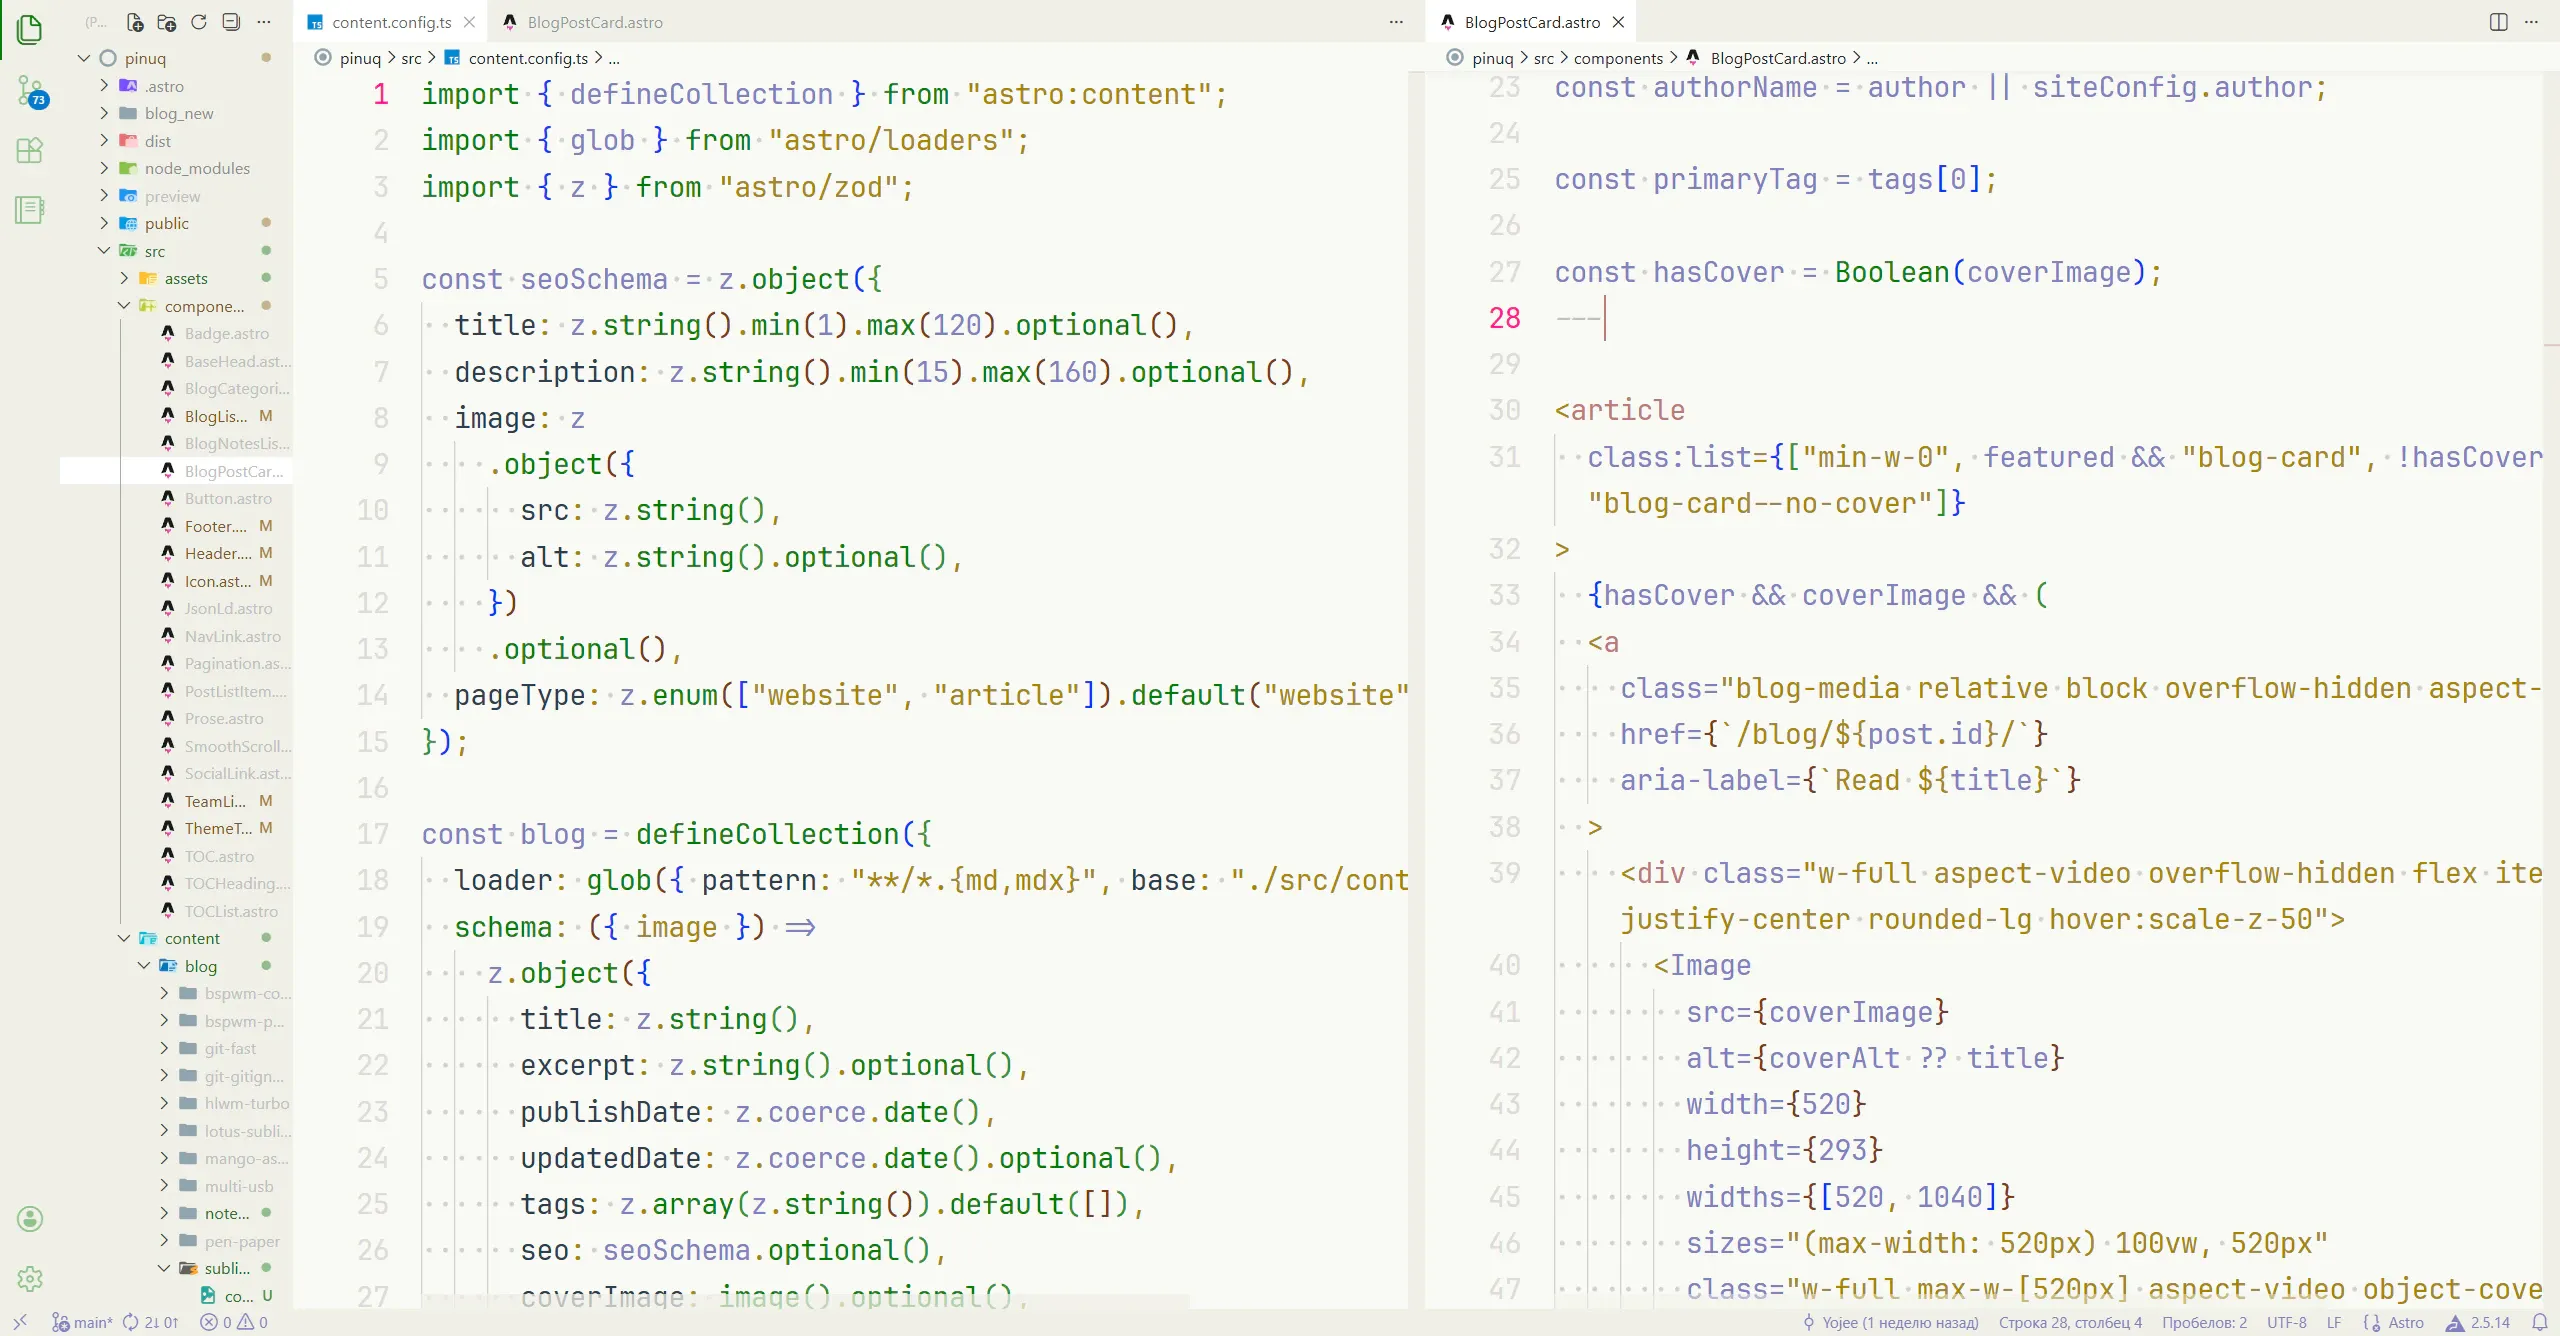 (P...
pinuq
.astro
blog_new
dist
node_modules
preview
public
src
assets
compone...
Badge.astro
BaseHead.ast...
BlogCategori...
BlogLis... M
BlogNotesLis...
BlogPostCar...
Button.astro
Footer.... M
Header.... M
Icon.ast... M
JsonLd.astro
NavLink.astro
Pagination.as...
PostListItem....
Prose.astro
SmoothScroll...
SocialLink.ast...
TeamLi... M
ThemeT... M
TOC.astro
TOCHeading....
TOCList.astro
content
blog
bspwm-co...
bspwm-p...
git-fast
git-gitign...
hlwm-turbo
lotus-subli...
mango-as...
multi-usb
note...
pen-paper
subli...
co... U
73
TS content.config.ts
BlogPostCard.astro
...
pinuq > src > TS content.config.ts > ...
1 import { defineCollection } from "astro:content";
2 import { glob } from "astro/loaders";
3 import { z } from "astro/zod";
4
5 const seoSchema = z.object({
6 title: z.string().min(1).max(120).optional(),
7 description: z.string().min(15).max(160).optional(),
8 image: z
9 .object({
10 src: z.string(),
11 alt: z.string().optional(),
12 })
13 .optional(),
14 pageType: z.enum(["website", "article"]).default("website"
15 });
16
17 const blog = defineCollection({
18 loader: glob({ pattern: "**/*.{md,mdx}", base: "./src/cont
19 schema: ({ image }) =>
20 z.object({
21 title: z.string(),
22 excerpt: z.string().optional(),
23 publishDate: z.coerce.date(),
24 updatedDate: z.coerce.date().optional(),
25 tags: z.array(z.string()).default([]),
26 seo: seoSchema.optional(),
27 coverImage: image().optional(),
BlogPostCard.astro
...
pinuq > src > components > BlogPostCard.astro > ...
23 const authorName = author || siteConfig.author;
24
25 const primaryTag = tags[0];
26
27 const hasCover = Boolean(coverImage);
28 ---
29
30 <article
31 class:list={["min-w-0", featured && "blog-card", !hasCover
"blog-card--no-cover"]}
32 >
33 {hasCover && coverImage && (
34 <a
35 class="blog-media relative block overflow-hidden aspect-
36 href={`/blog/${post.id}/`}
37 aria-label={`Read ${title}`}
38 >
39 <div class="w-full aspect-video overflow-hidden flex ite
justify-center rounded-lg hover:scale-z-50">
40 <Image
41 src={coverImage}
42 alt={coverAlt ?? title}
43 width={520}
44 height={293}
45 widths={[520, 1040]}
46 sizes="(max-width: 520px) 100vw, 520px"
47 class="w-full max-w-[520px] aspect-video object-cove
main* 2↓ 0↑ 0 0
Yojee (1 неделю назад) Строка 28, столбец 4 Пробелов: 2 UTF-8 LF Astro 2.5.14